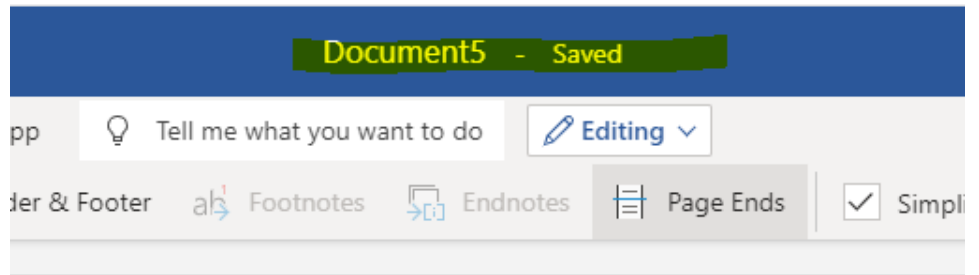 Document5 - Saved
pp Tell me what you want to do Editing
der & Footer Footnotes Endnotes Page Ends Simpli